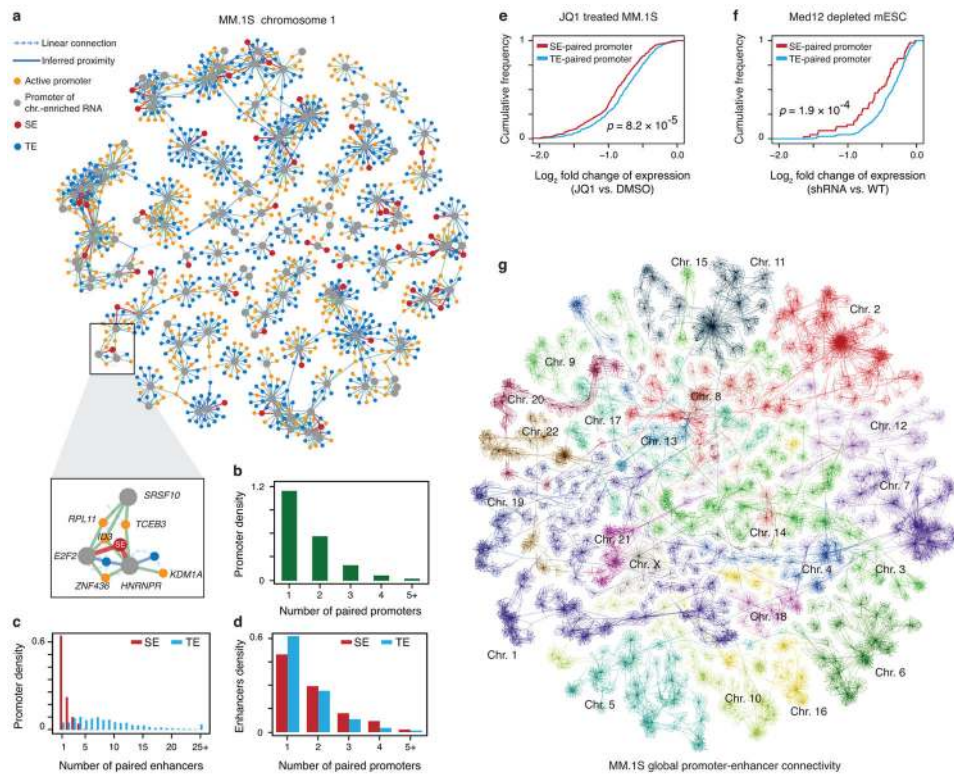 a
MM.1S chromosome 1
Linear connection
Inferred proximity
Active promoter
Promoter of
chr.-enriched RNA
SE
TE
SRSF10
RPL11
TCEB3
ID3
SE
E2F2
ZNF436
HNRNPR
KDM1A
b
Promoter density
1.2
0
1 2 3 4 5+
Number of paired promoters
c
Promoter density
0.6
0
SE TE
1 5 10 15 20 25+
Number of paired enhancers
d
Enhancers density
0.6
0
SE TE
1 2 3 4 5+
Number of paired promoters
e
JQ1 treated MM.1S
Cumulative frequency
1
0
SE-paired promoter
TE-paired promoter
p = 8.2 × 10-5
-2.0 -1.0 0.0
Log2 fold change of expression
(JQ1 vs. DMSO)
f
Med12 depleted mESC
Cumulative frequency
1
0
SE-paired promoter
TE-paired promoter
p = 1.9 × 10-4
-2.0 -1.0 0.0
Log2 fold change of expression
(shRNA vs. WT)
g
Chr. 15
Chr. 11
Chr. 2
Chr. 9
Chr. 8
Chr. 20
Chr. 17
Chr. 12
Chr. 22
Chr. 13
Chr. 7
Chr. 19
Chr. 14
Chr. 21
Chr. X
Chr. 4
Chr. 3
Chr. 18
Chr. 1
Chr. 6
Chr. 5
Chr. 10
Chr. 16
MM.1S global promoter-enhancer connectivity